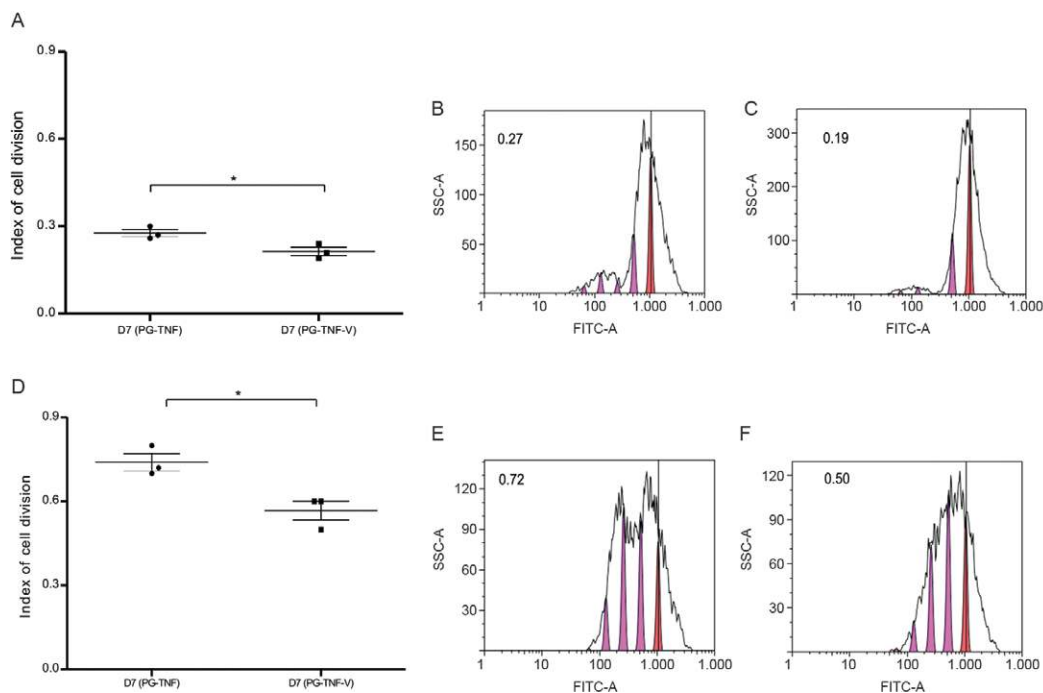 A
Index of cell division
0.9
0.6
0.3
0.0
*
D7 (PG-TNF)
D7 (PG-TNF-V)
B
0.27
SSC-A
150
100
50
1
10
100
1.000
1.000
FITC-A
C
0.19
SSC-A
300
200
100
1
10
100
1.000
1.000
FITC-A
D
Index of cell division
0.9
0.6
0.3
0.0
*
D7 (PG-TNF)
D7 (PG-TNF-V)
E
0.72
SSC-A
120
90
60
30
1
10
100
1.000
1.000
FITC-A
F
0.50
SSC-A
120
90
60
30
1
10
100
1.000
1.000
FITC-A